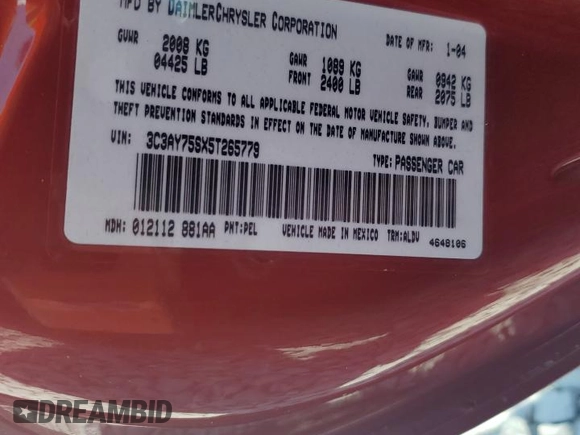 MFD BY DAIMLERCHRYSLER CORPORATION
DATE OF MFR: 1-04
GVWR 2008 KG 04425 LB
GAWR FRONT 1089 KG 2400 LB
GAWR REAR 0942 KG 2075 LB
THIS VEHICLE CONFORMS TO ALL APPLICABLE FEDERAL MOTOR VEHICLE SAFETY, BUMPER AND
THEFT PREVENTION STANDARDS IN EFFECT ON THE DATE OF MANUFACTURE SHOWN ABOVE.
VIN: 3C3AY75SX5T265779
TYPE: PASSENGER CAR
MDH: 012112 881AA PNT:PEL VEHICLE MADE IN MEXICO TRM:ALDV 4648106
DREAMBID